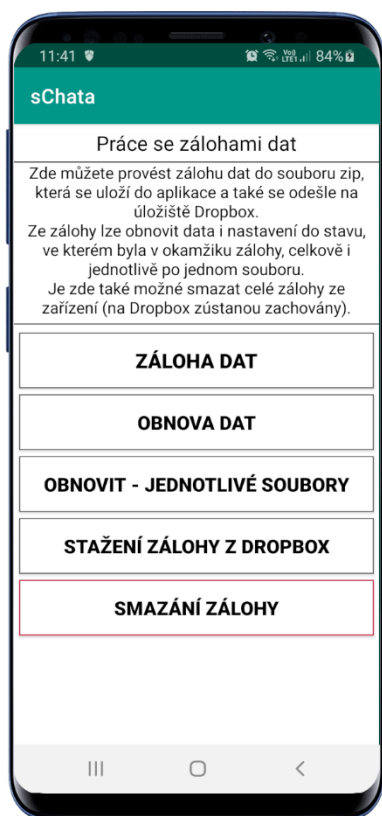 11:41 84%
sChata
Práce se zálohami dat
Zde můžete provést zálohu dat do souboru zip,
která se uloží do aplikace a také se odešle na
úložiště Dropbox.
Ze zálohy lze obnovit data i nastavení do stavu,
ve kterém byla v okamžiku zálohy, celkově i
jednotlivě po jednom souboru.
Je zde také možné smazat celé zálohy ze
zařízení (na Dropbox zústanou zachovány).
ZÁLOHA DAT
OBNOVA DAT
OBNOVIT - JEDNOTLIVÉ SOUBORY
STAŽENÍ ZÁLOHY Z DROPBOX
SMAZÁNÍ ZÁLOHY